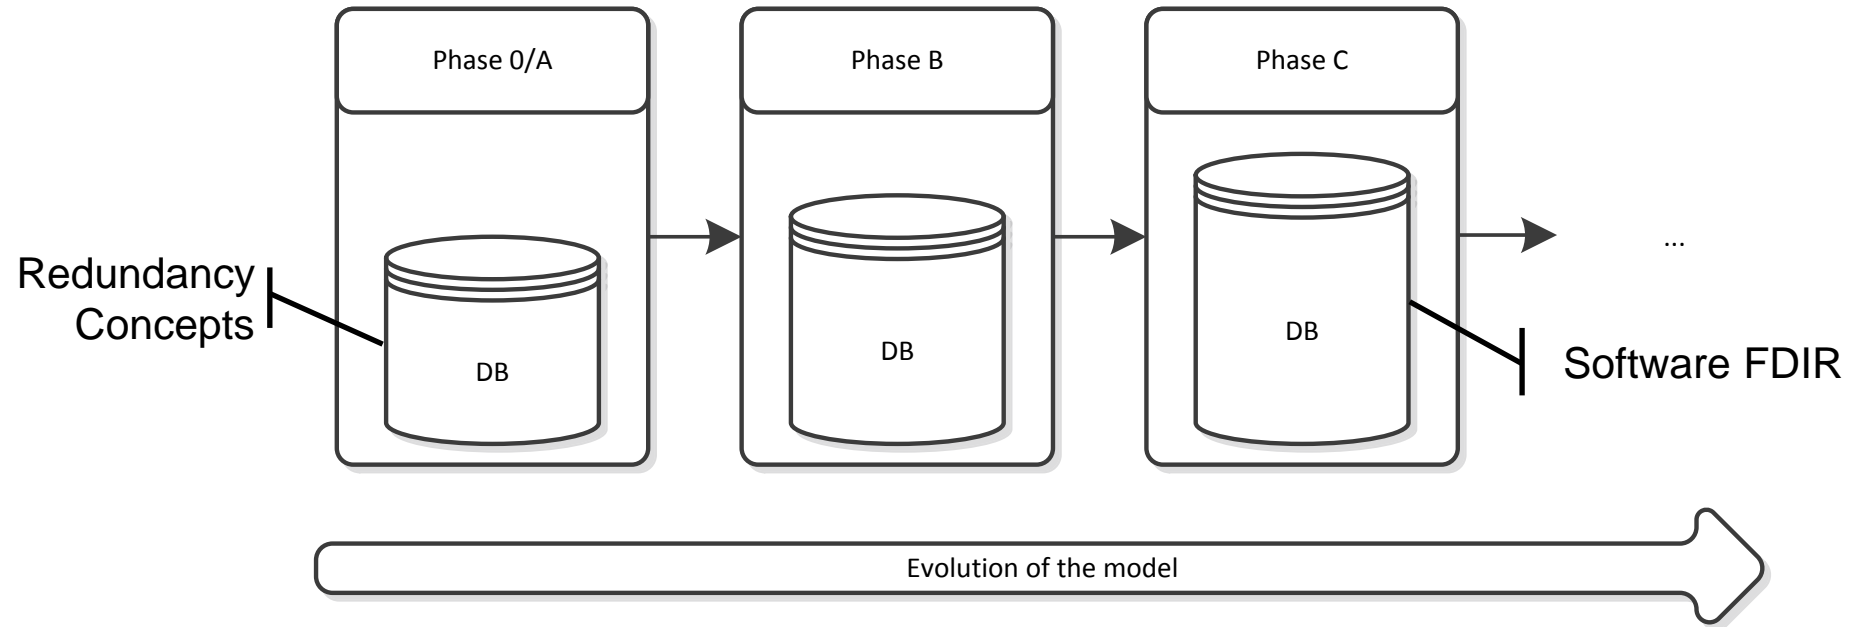 Phase 0/A
Phase B
Phase C
Redundancy
Concepts
DB
DB
DB
...
Software FDIR
Evolution of the model